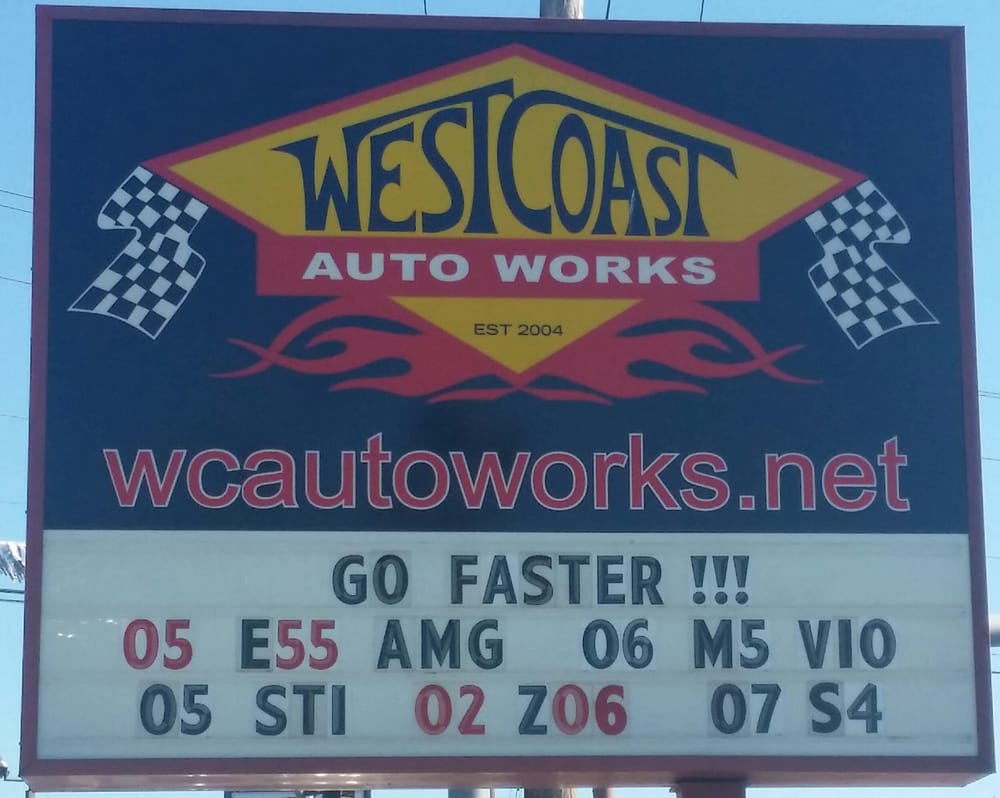 WESTCOAST
AUTO WORKS
EST 2004
wcautoworks.net
GO FASTER !!!
05 E55 AMG 06 M5 V10
05 STI 02 Z06 07 S4